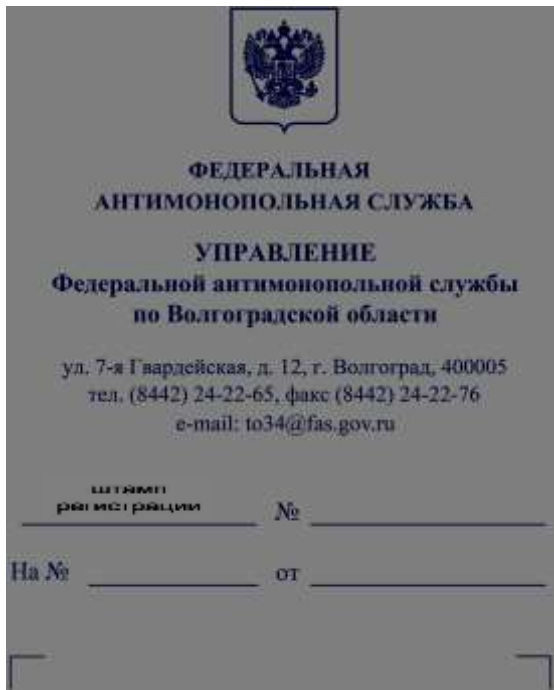 ФЕДЕРАЛЬНАЯ
АНТИМОНОПОЛЬНАЯ СЛУЖБА
УПРАВЛЕНИЕ
Федеральной антимонопольной службы
по Волгоградской области
ул. 7-я Гвардейская, д. 12, г. Волгоград, 400005
тел. (8442) 24-22-65, факс (8442) 24-22-76
e-mail: to34@fas.gov.ru
штамп
регистрации №
На № от